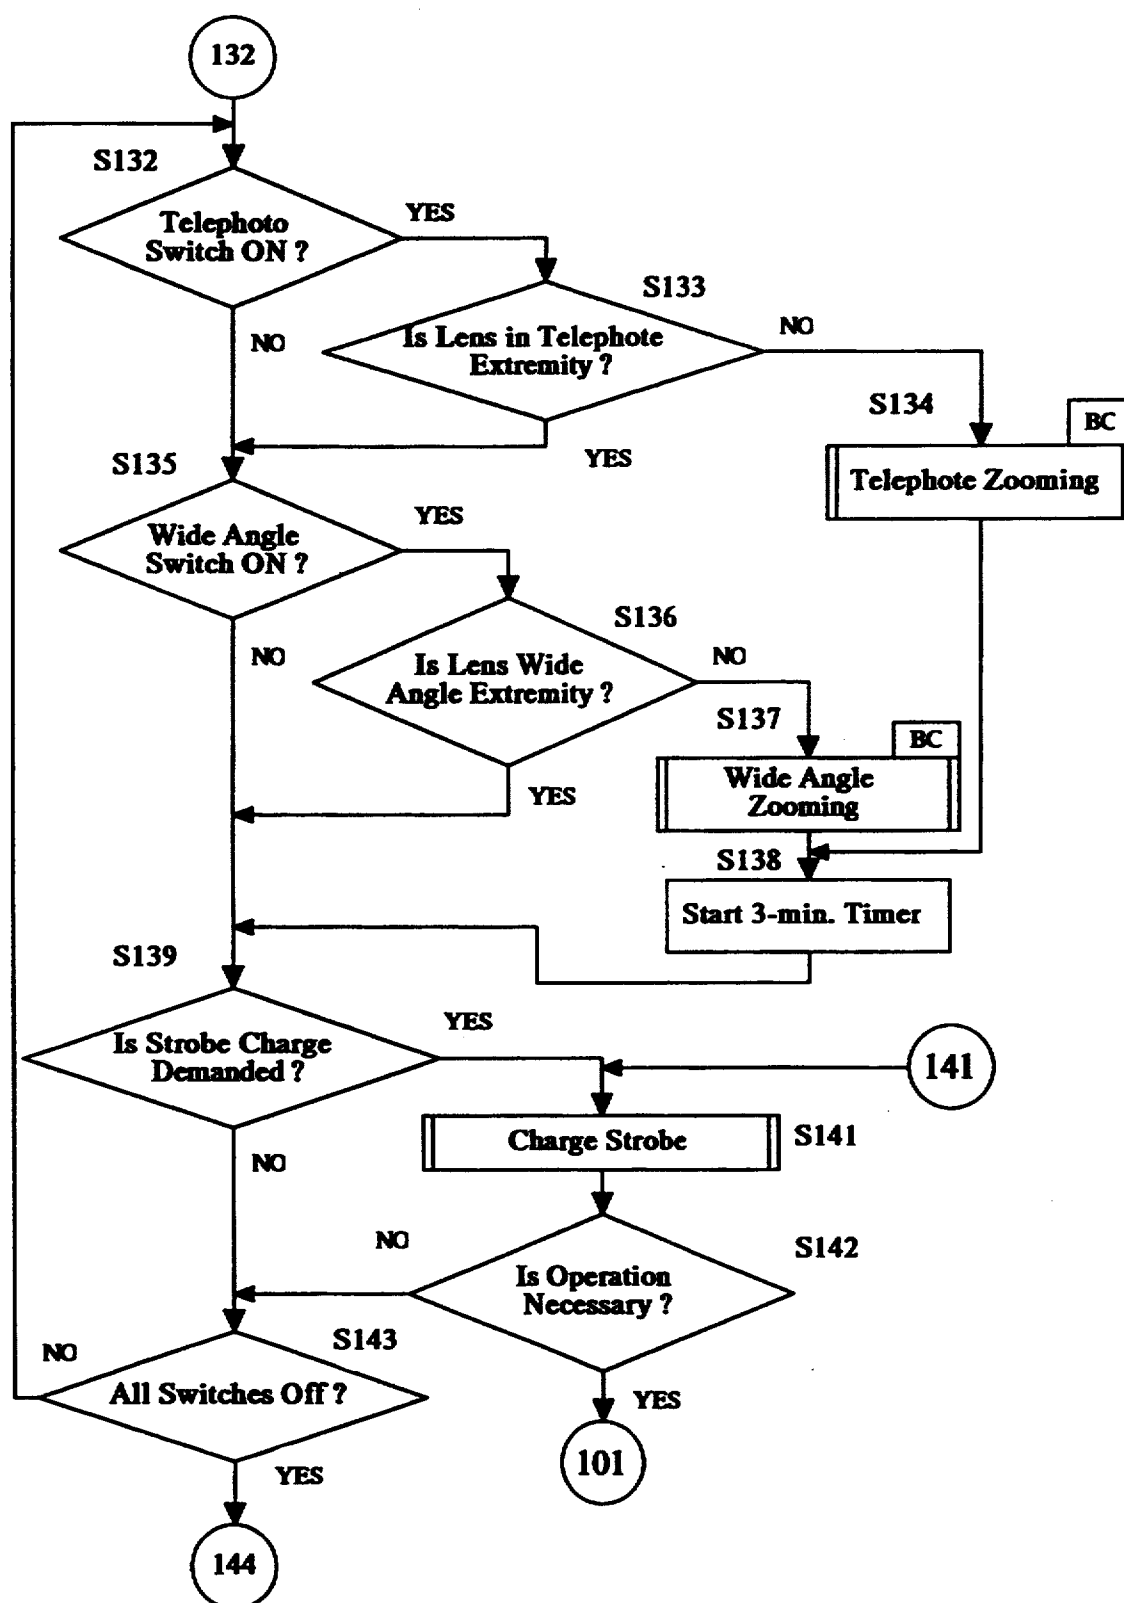 132
S132
Telephoto
Switch ON ?
YES
NO
S133
Is Lens in Telephote
Extremity ?
NO
YES
S134
BC
Telephote Zooming
S135
Wide Angle
Switch ON ?
YES
NO
S136
Is Lens Wide
Angle Extremity ?
NO
YES
S137
BC
Wide Angle
Zooming
S138
Start 3-min. Timer
S139
Is Strobe Charge
Demanded ?
YES
NO
141
Charge Strobe
S141
S142
Is Operation
Necessary ?
NO
YES
101
S143
All Switches Off ?
NO
YES
144